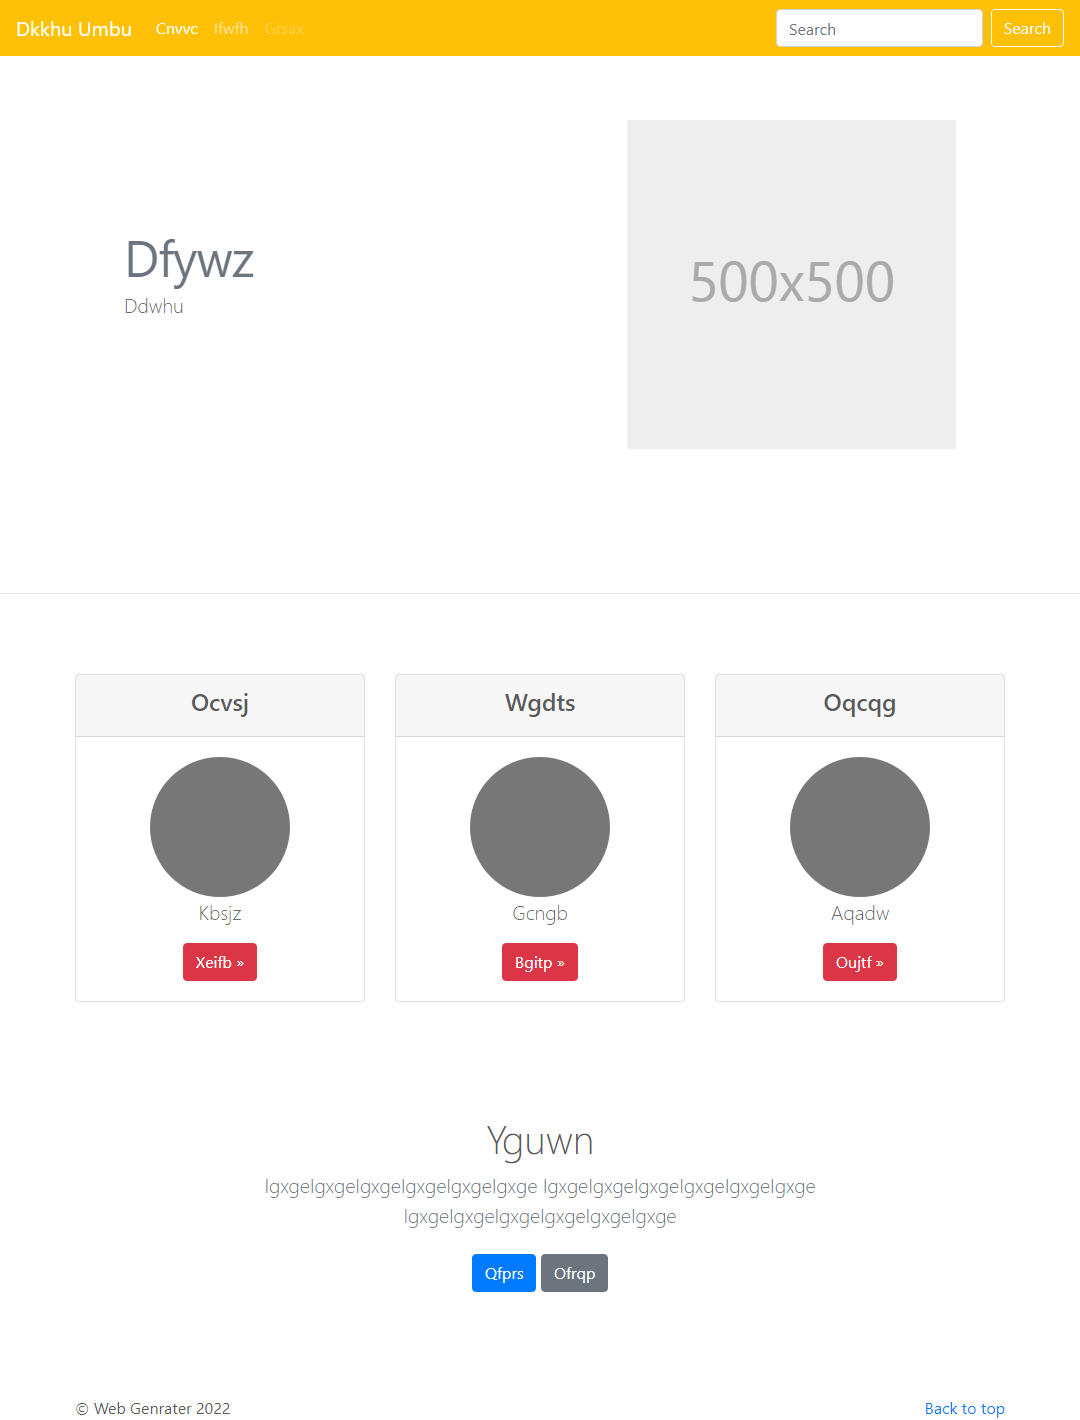 Dkkhu Umbu Cnvvc Ifwfh Grsax Search Search
Dfywz
Ddwhu
500x500
Ocvsj Wgdts Oqcqg
Kbsjz Gcngb Aqadw
Xeifb » Bgitp » Oujtf »
Yguwn
lgxgelgxgelgxgelgxgelgxgelgxge lgxgelgxgelgxgelgxgelgxgelgxge
lgxgelgxgelgxgelgxgelgxgelgxge
Qfprs Ofrqp
© Web Genrater 2022 Back to top